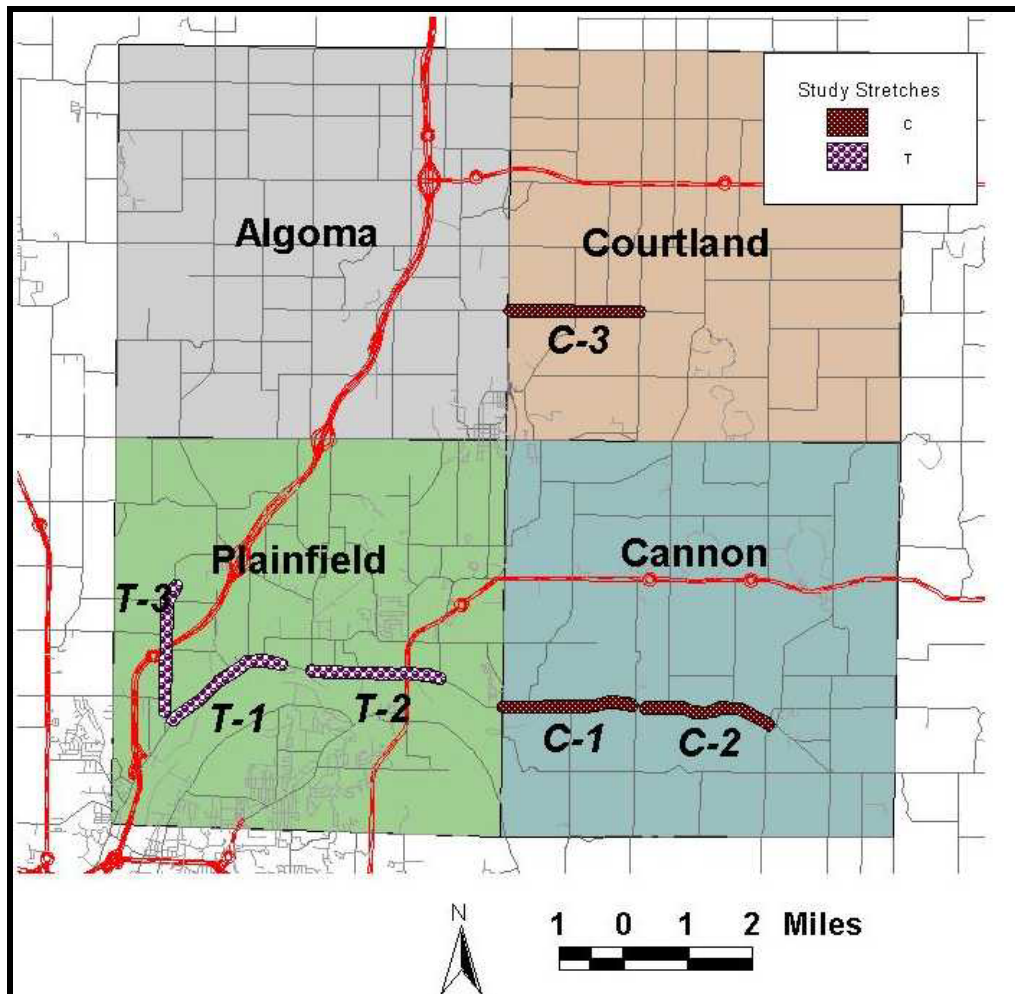 Study Stretches
C
T
Algoma
Courtland
C-3
Plainfield
Cannon
T-3
T-1
T-2
C-1
C-2
N
1 0 1 2 Miles